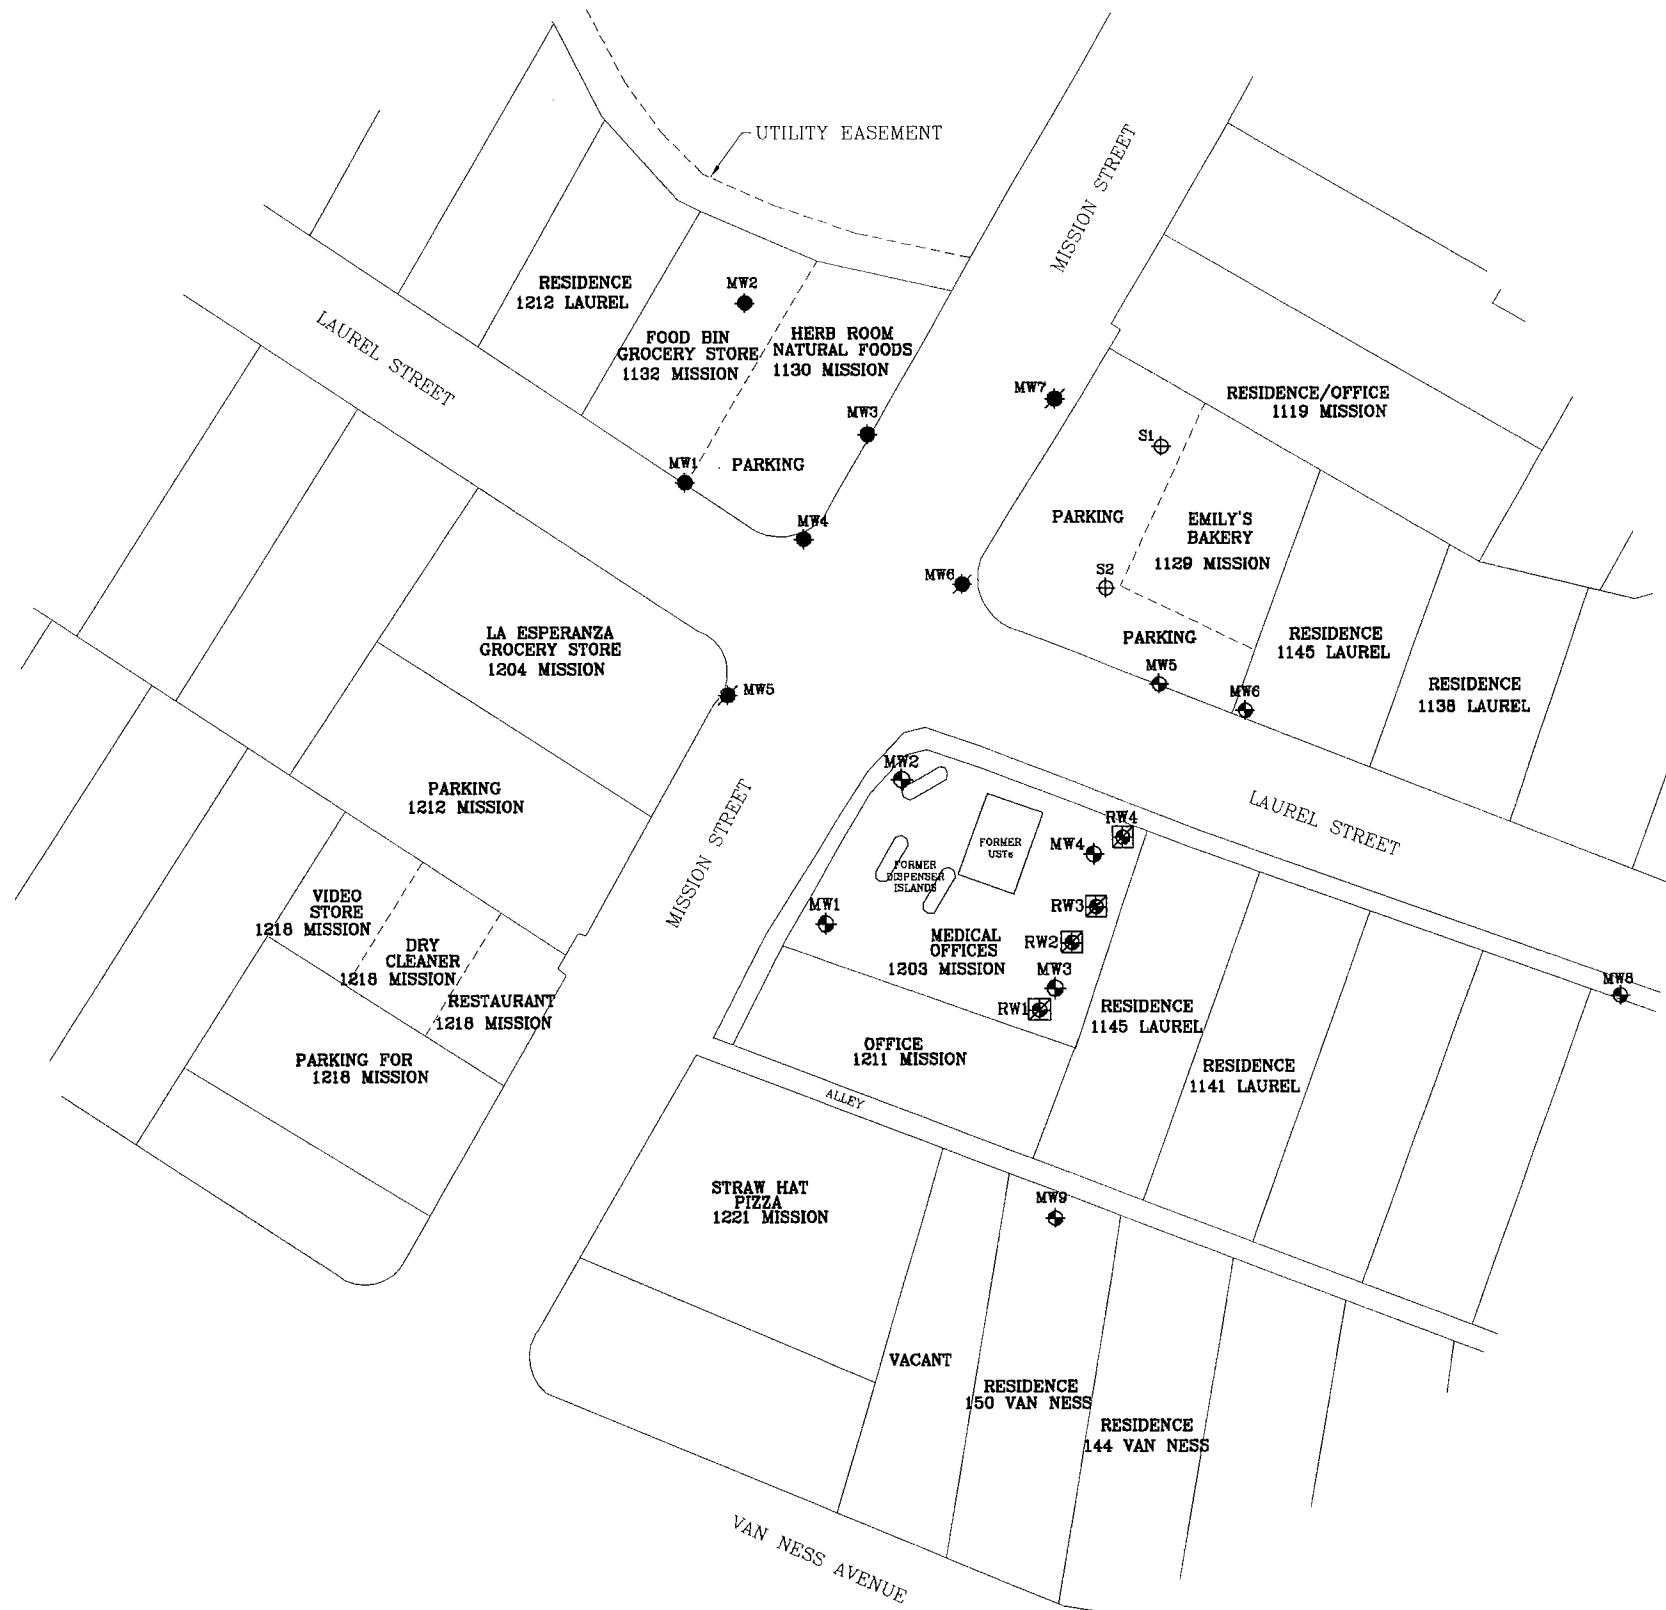 UTILITY EASEMENT
MISSION STREET
RESIDENCE
1212 LAUREL
MW2
FOOD BIN
GROCERY STORE
1132 MISSION
HERB ROOM
NATURAL FOODS
1130 MISSION
LAUREL STREET
MW7
RESIDENCE/OFFICE
1119 MISSION
MW3
S1
MW1
PARKING
MW4
PARKING
EMILY'S
BAKERY
1129 MISSION
MW6
S2
LA ESPERANZA
GROCERY STORE
1204 MISSION
PARKING
RESIDENCE
1145 LAUREL
MW5
MW5
MW6
RESIDENCE
1138 LAUREL
MW2
PARKING
1212 MISSION
MISSION STREET
LAUREL STREET
FORMER
USTs
RW4
MW4
FORMER
DISPENSER
ISLANDS
MW1
RW3
VIDEO
STORE
1218 MISSION
DRY
CLEANER
1218 MISSION
MEDICAL
OFFICES
1203 MISSION
RW2
MW3
RW1
MW8
RESTAURANT
1218 MISSION
RESIDENCE
1145 LAUREL
OFFICE
1211 MISSION
PARKING FOR
1218 MISSION
RESIDENCE
1141 LAUREL
ALLEY
STRAW HAT
PIZZA
1221 MISSION
MW9
VACANT
RESIDENCE
150 VAN NESS
RESIDENCE
144 VAN NESS
VAN NESS AVENUE